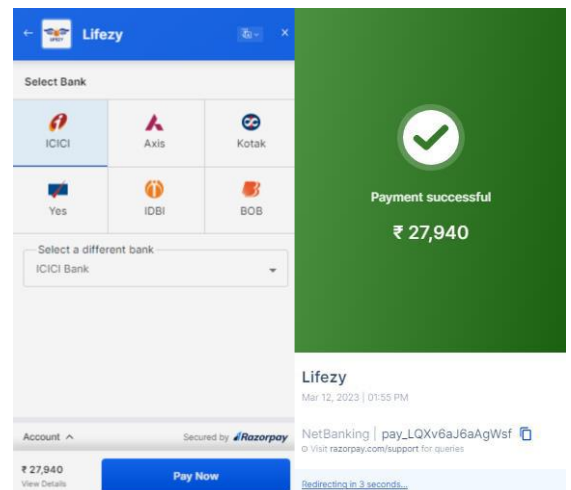 Lifezy
Select Bank
ICICI
Axis
Kotak
Yes
IDBI
BOB
Select a different bank
ICICI Bank
Account
Secured by Razorpay
₹ 27,940
View Details
Pay Now
Payment successful
₹ 27,940
Lifezy
Mar 12, 2023 | 01:55 PM
NetBanking | pay_LQXv6aJ6aAgWsf
Visit razorpay.com/support for queries
Redirecting in 3 seconds...